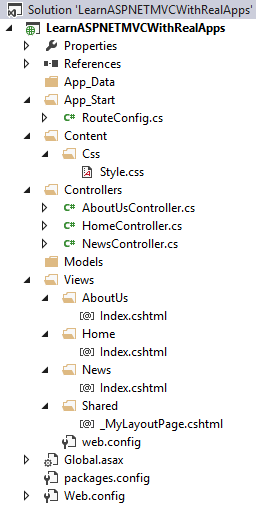 Solution 'LearnASPNETMVCWithRealApps'
LearnASPNETMVCWithRealApps
Properties
References
App_Data
App_Start
C# RouteConfig.cs
Content
Css
Style.css
Controllers
C# AboutUsController.cs
C# HomeController.cs
C# NewsController.cs
Models
Views
AboutUs
[@] Index.cshtml
Home
[@] Index.cshtml
News
[@] Index.cshtml
Shared
[@] _MyLayoutPage.cshtml
web.config
Global.asax
packages.config
Web.config